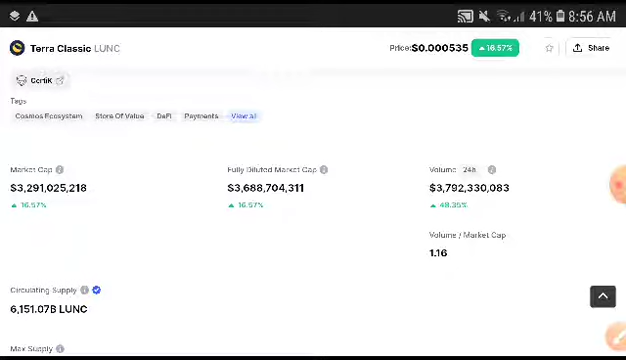 41% 8:56 AM
Terra Classic LUNC Price: $0.000535 ▲ 16.57% Share
CertiK
Tags
Cosmos Ecosystem Store Of Value DeFi Payments View all
Market Cap Fully Diluted Market Cap Volume 24h
$3,291,025,218 $3,688,704,311 $3,792,330,083
▲ 16.57% ▲ 16.57% ▲ 48.35%
Volume / Market Cap
1.16
Circulating Supply
6,151.07B LUNC
Max Supply